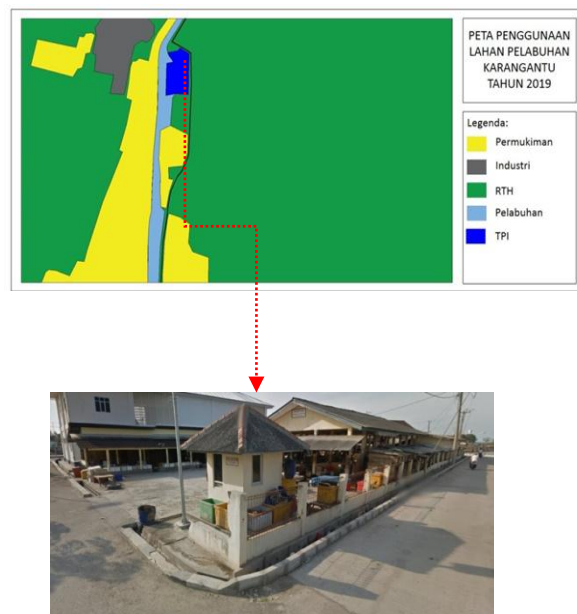 PETA PENGGUNAAN
LAHAN PELABUHAN
KARANGANTU
TAHUN 2019
Legenda:
Permukiman
Industri
RTH
Pelabuhan
TPI